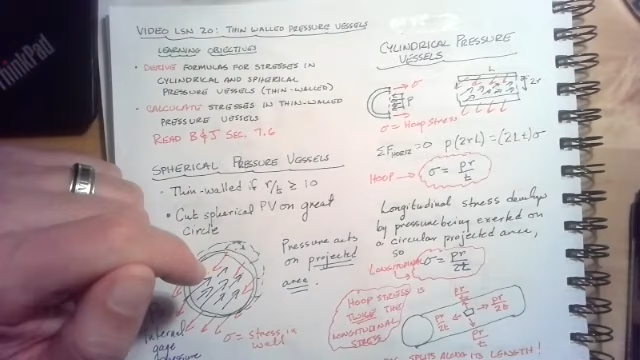 ThinkPad
VIDEO LSN 20: THIN WALLED PRESSURE VESSELS
LEARNING OBJECTIVES
• DERIVE FORMULAS FOR STRESSES IN
CYLINDRICAL AND SPHERICAL
PRESSURE VESSELS (THIN-WALLED)
• CALCULATE STRESSES IN THIN-WALLED
PRESSURE VESSELS
READ B&J SEC. 7.6
SPHERICAL PRESSURE VESSELS
• Thin-walled if r/t ≥ 10
• Cut spherical PV on great
circle
Pressure acts
on projected
area.
Internal
gage
pressure
σ = stress in
wall
CYLINDRICAL PRESSURE
VESSELS
σ
P
L
2r
σ = Hoop stress
ΣF HORIZ = 0 p(2rL) = (2Lt)σ
HOOP → σ = pr/t
Longitudinal stress develops
by pressure being exerted on
a circular projected area,
so
LONGITUDINAL σ = pr/2t
HOOP STRESS IS
TWICE THE
LONGITUDINAL
STRESS
pr/t
pr/2t
pr/2t
pr/t
SPLITS ALONG ITS LENGTH!